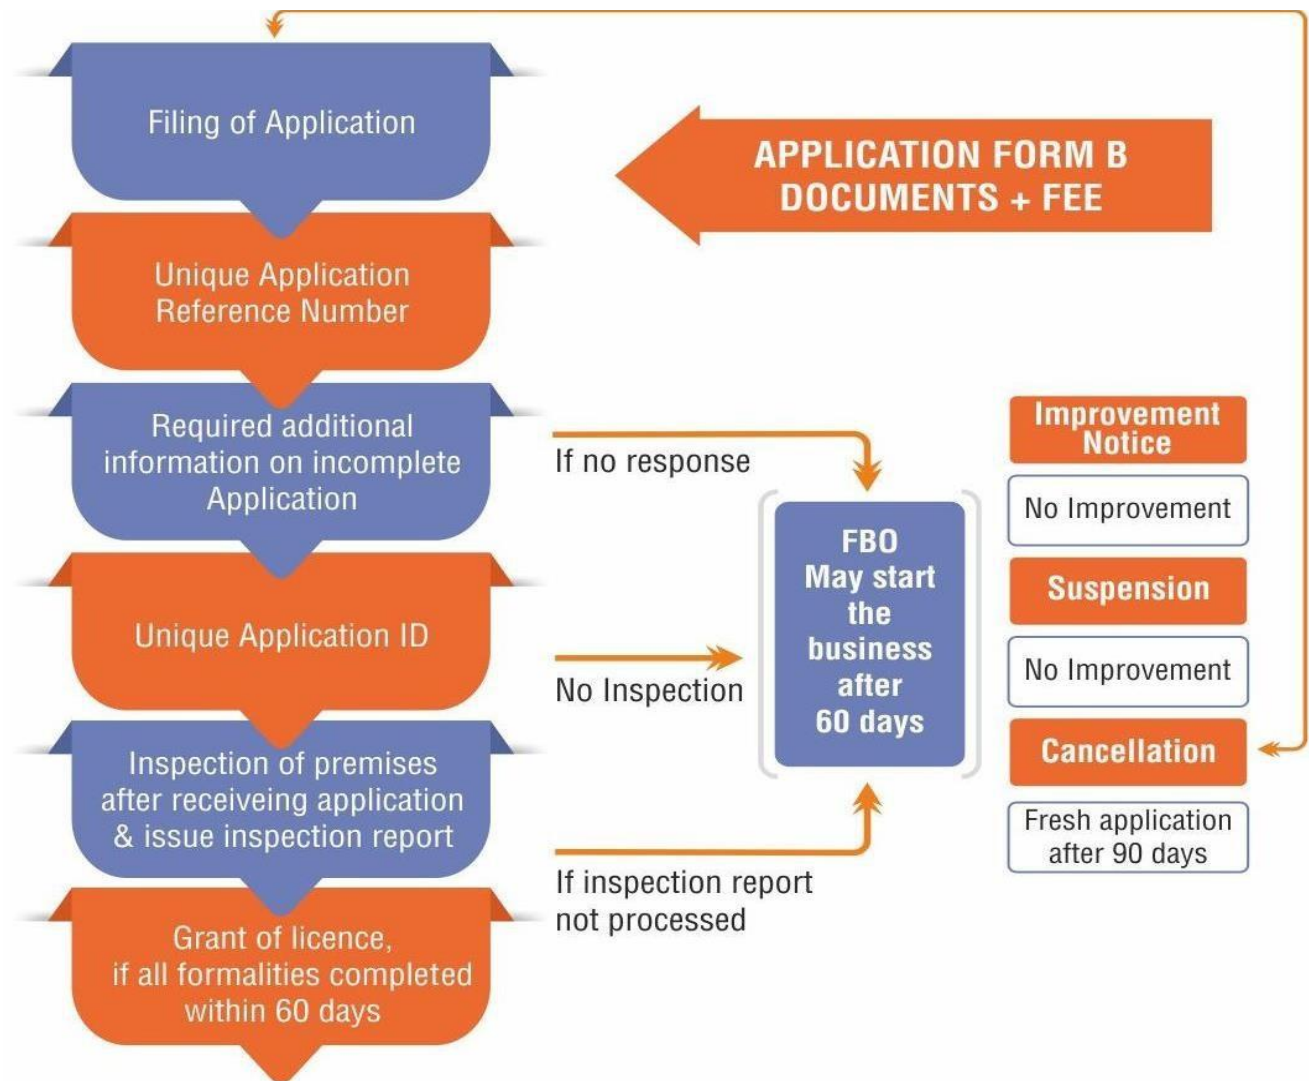 Filing of Application
APPLICATION FORM B
DOCUMENTS + FEE
Unique Application
Reference Number
Required additional
information on incomplete
Application
If no response
Unique Application ID
No Inspection
Inspection of premises
after receiveing application
& issue inspection report
If inspection report
not processed
Grant of licence,
if all formalities completed
within 60 days
FBO
May start
the
business
after
60 days
Improvement
Notice
No Improvement
Suspension
No Improvement
Cancellation
Fresh application
after 90 days